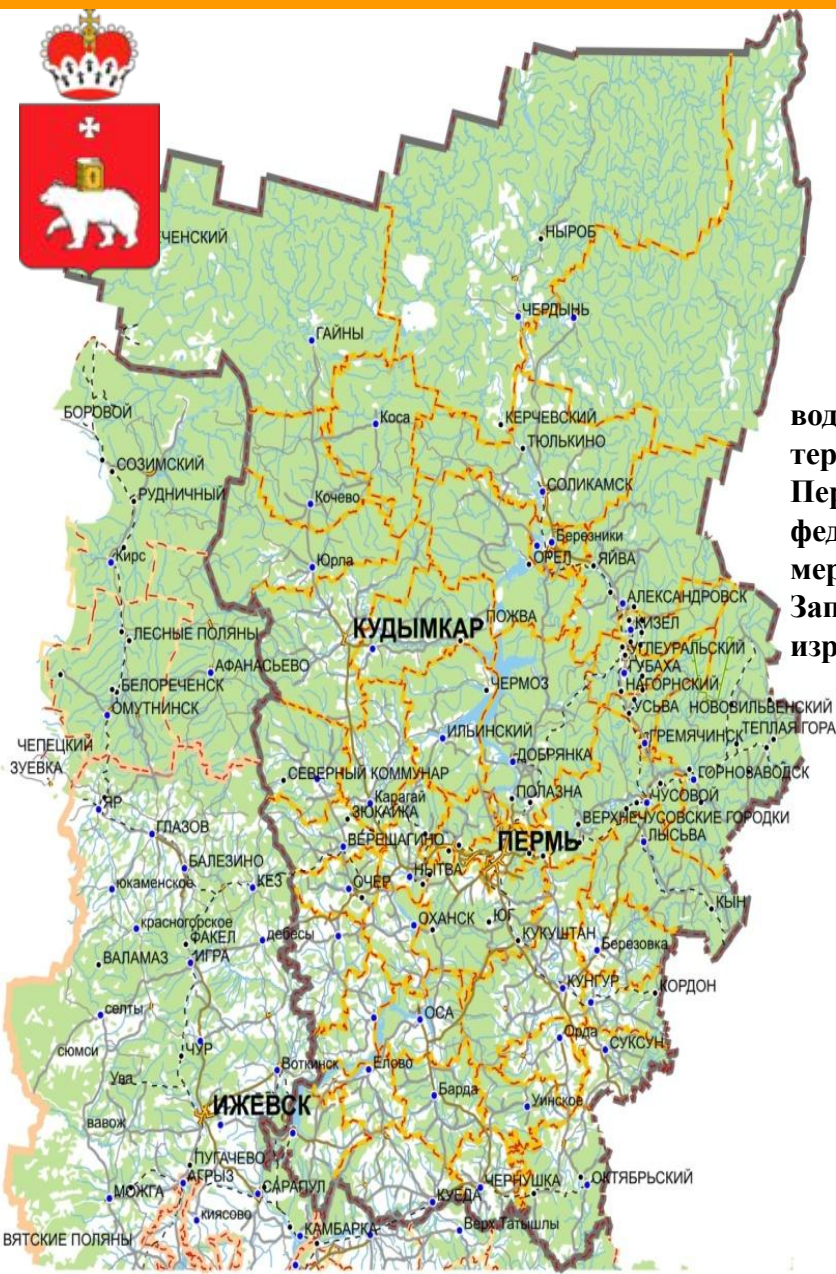 ЧЕНСКИЙ
НЫРОБ
ЧЕРДЫНЬ
ГАЙНЫ
БОРОВОЙ
Коса
КЕРЧЕВСКИЙ
ТЮЛЬКИНО
СОЗИМСКИЙ
РУДНИЧНЫЙ
СОЛИКАМСК
Кочево
Кирс
Юрла
Березники
ОРЕЛ
ЯЙВА
АЛЕКСАНДРОВСК
КИЗЕЛ
ПОЖВА
КУДЫМКАР
ЛЕСНЫЕ ПОЛЯНЫ
УГЛЕУРАЛЬСКИЙ
ГУБАХА
АФАНАСЬЕВО
НАГОРНСКИЙ
БЕЛОРЕЧЕНСК
ОМУТНИНСК
ЧЕРМОЗ
УСЬВА
НОВОВИЛЬВЕНСКИЙ
ТЕПЛАЯ ГОРА
ЧЕПЕЦКИЙ
ЗУЕВКА
ИЛЬИНСКИЙ
ГРЕМЯЧИНСК
ДОБРЯНКА
СЕВЕРНЫЙ КОММУНАР
ГОРНОЗАВОДСК
ЯР
Карагай
ЗЮКАЙКА
ПОЛАЗНА
ЧУСОВОЙ
ВЕРХНЕЧУСОВСКИЕ ГОРОДКИ
ГЛАЗОВ
ВЕРЕЩАГИНО
ПЕРМЬ
ЛЫСЬВА
БАЛЕЗИНО
юкаменское
КЕЗ
ОЧЕР
НЫТВА
КЫН
красногорское
ФАКЕЛ
дебесы
ОХАНСК
ЮГ
КУКУШТАН
Березовка
ВАЛАМАЗ
ИГРА
КУНГУР
КОРДОН
селты
ОСА
Орда
СУКСУН
сюмси
ЧУР
Ува
Воткинск
Елово
Барда
Уинское
вавож
ИЖЕВСК
ПУГАЧЕВО
МОЖГА
АГРЫЗ
САРАПУЛ
КУЕДА
ЧЕРНУШКА
ОКТЯБРЬСКИЙ
киясово
КАМБАРКА
Верх.Татышлы
ВЯТСКИЕ ПОЛЯНЫ
вод
тер
Пер
фед
мер
Зап
изр